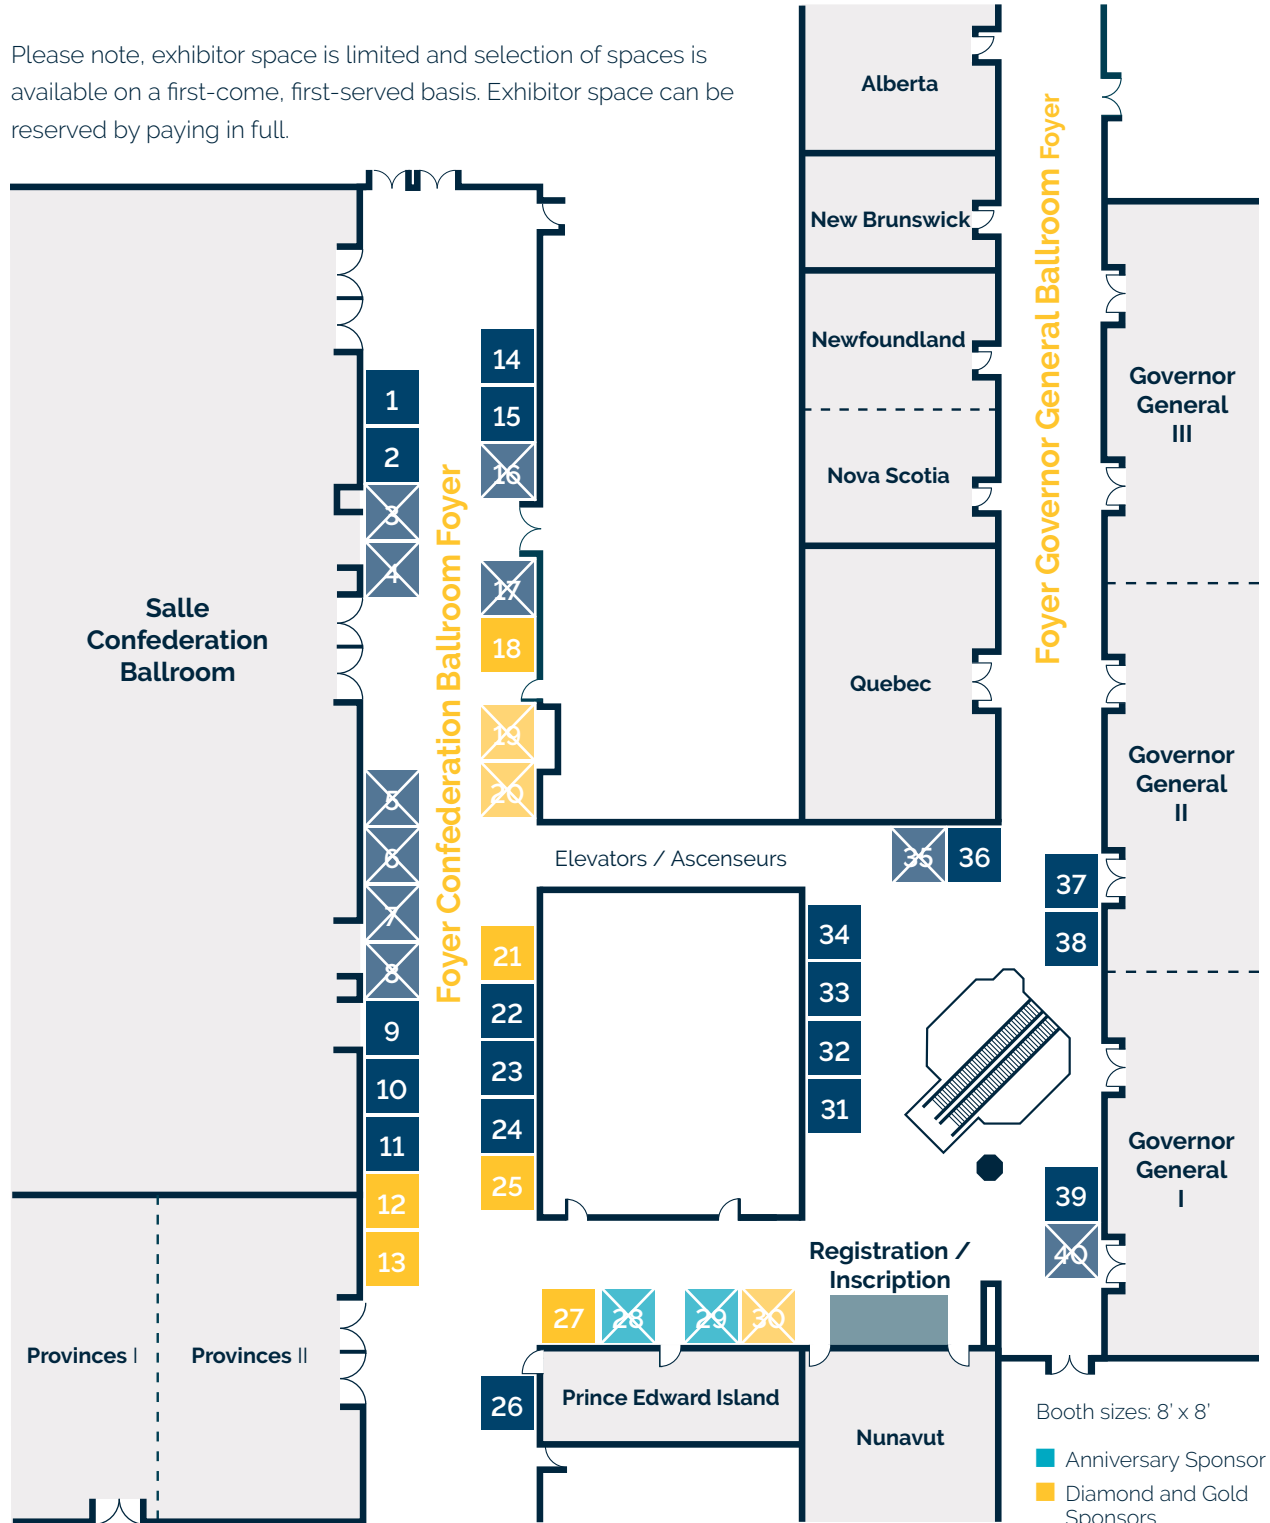 Please note, exhibitor space is limited and selection of spaces is
available on a first-come, first-served basis. Exhibitor space can be
reserved by paying in full.
Alberta
New Brunswick
Newfoundland
Nova Scotia
Quebec
Foyer Governor General Ballroom Foyer
Governor
General
III
Governor
General
II
Governor
General
I
Salle
Confederation
Ballroom
Foyer Confederation Ballroom Foyer
1
2
3
4
5
6
7
8
9
10
11
12
13
14
15
16
17
18
19
20
Elevators / Ascenseurs
21
22
23
24
25
35
36
34
33
32
31
37
38
39
40
Registration /
Inscription
27
28
29
30
26
Provinces I
Provinces II
Prince Edward Island
Nunavut
Booth sizes: 8' x 8'
Anniversary Sponsor
Diamond and Gold
Sponsors